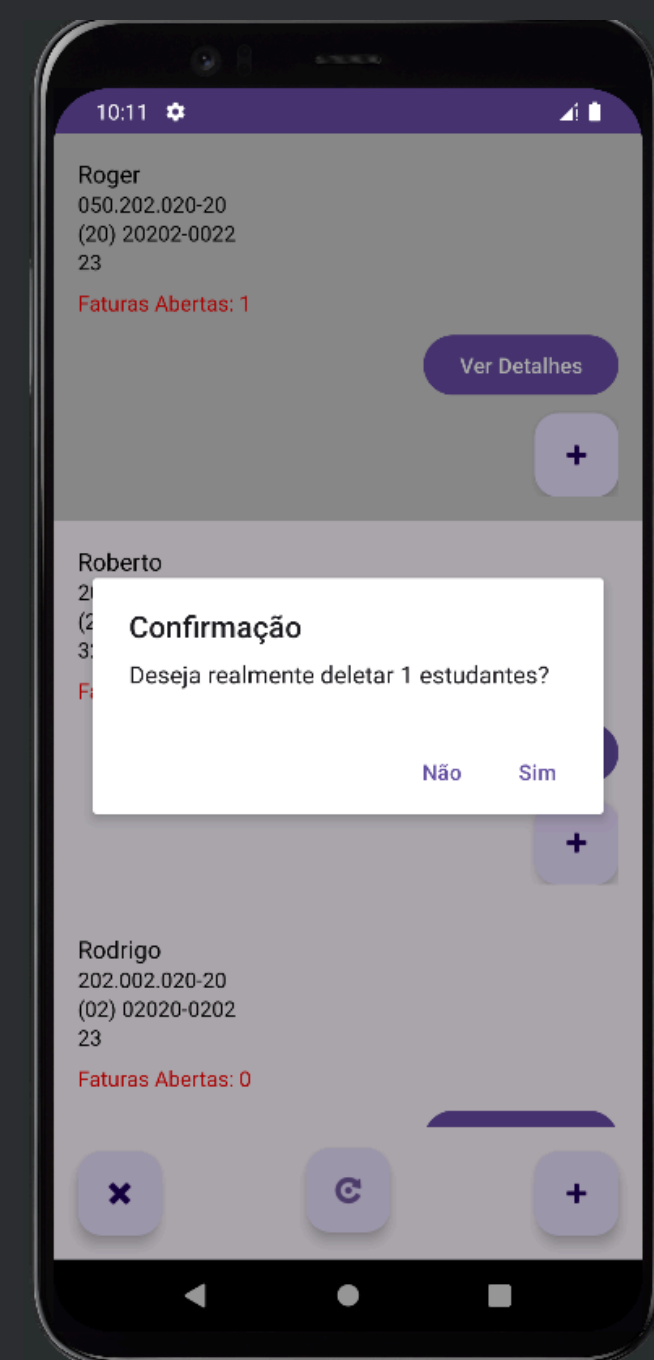 10:11
Roger
050.202.020-20
(20) 20202-0022
23
Faturas Abertas: 1
Ver Detalhes
+
Roberto
Confirmação
Deseja realmente deletar 1 estudantes?
Não Sim
+
Rodrigo
202.002.020-20
(02) 02020-0202
23
Faturas Abertas: 0
+